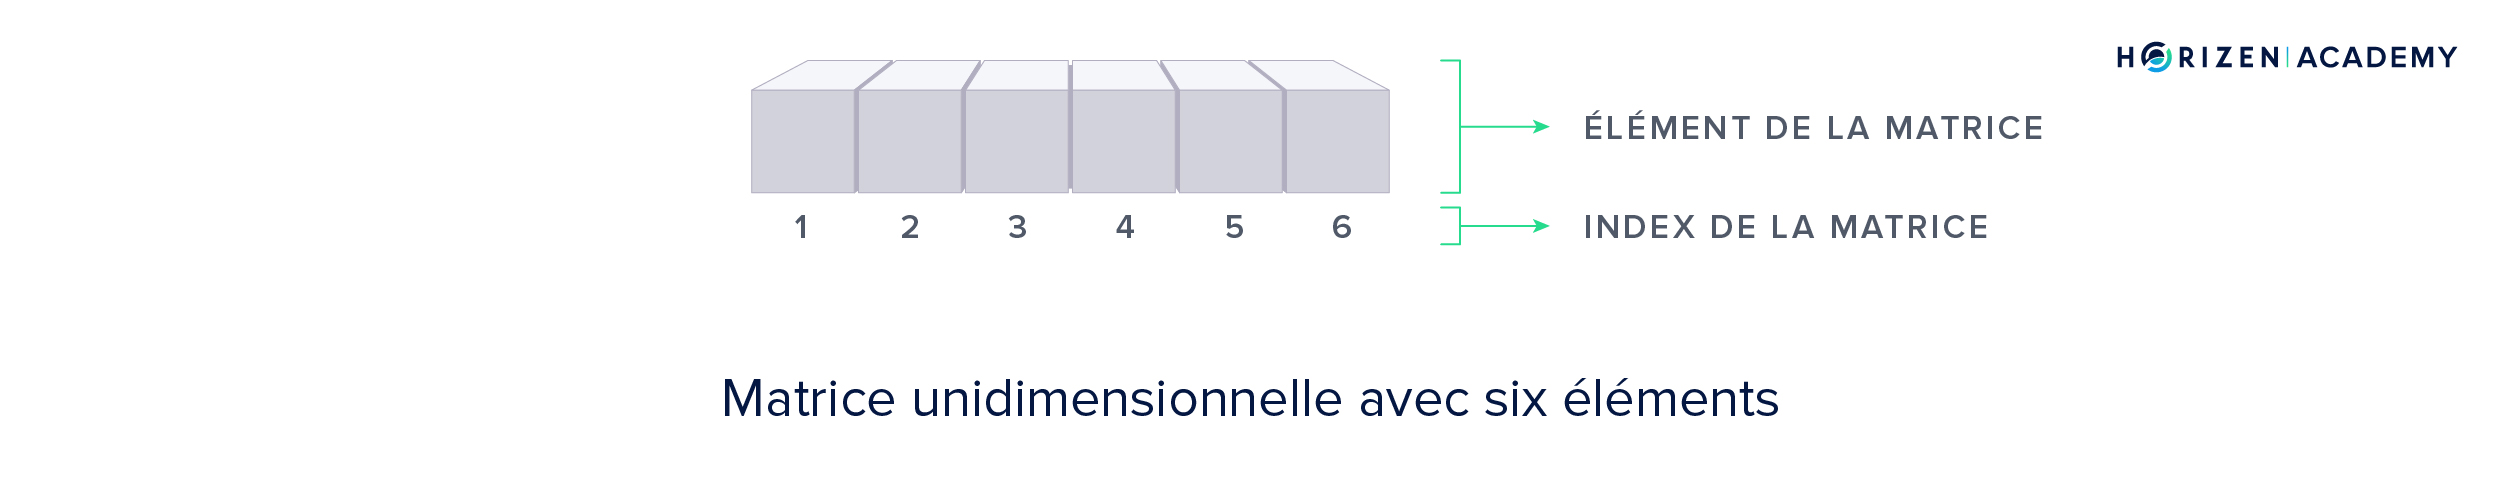 HORIZEN ACADEMY
ÉLÉMENT DE LA MATRICE
1 2 3 4 5 6
INDEX DE LA MATRICE
Matrice unidimensionnelle avec six éléments